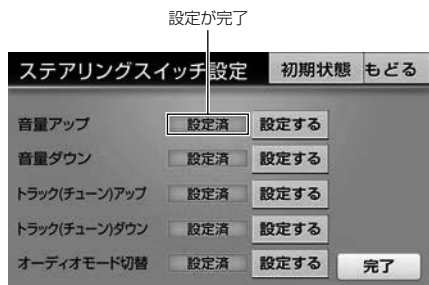 設定が完了
ステアリングスイッチ設定 初期状態 もどる
音量アップ 設定済 設定する
音量ダウン 設定済 設定する
トラック(チューン)アップ 設定済 設定する
トラック(チューン)ダウン 設定済 設定する
オーディオモード切替 設定済 設定する 完了